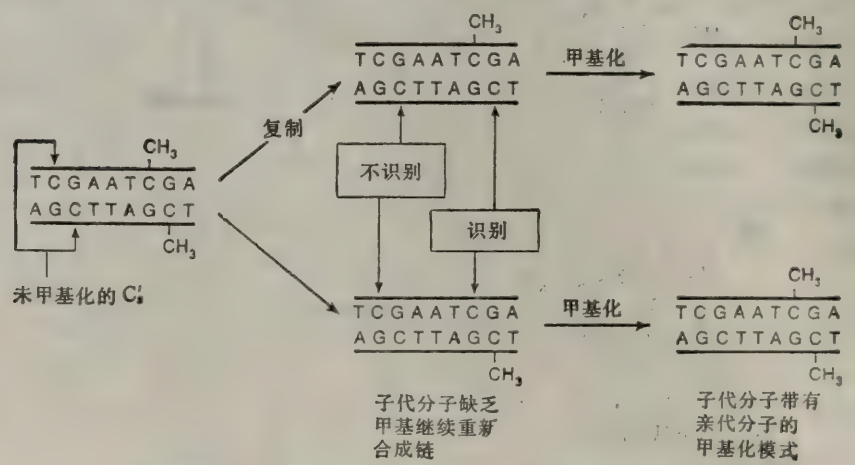 CH₃
TCGAATCGA
AGCTTAGCT
CH₃
未甲基化的 C's
复制
CH₃
TCGAATCGA
AGCTTAGCT
不识别
识别
TCGAATCGA
AGCTTAGCT
CH₃
子代分子缺乏
甲基继续重新
合成链
甲基化
CH₃
TCGAATCGA
AGCTTAGCT
CH₃
甲基化
CH₃
TCGAATCGA
AGCTTAGCT
CH₃
子代分子带有
亲代分子的
甲基化模式